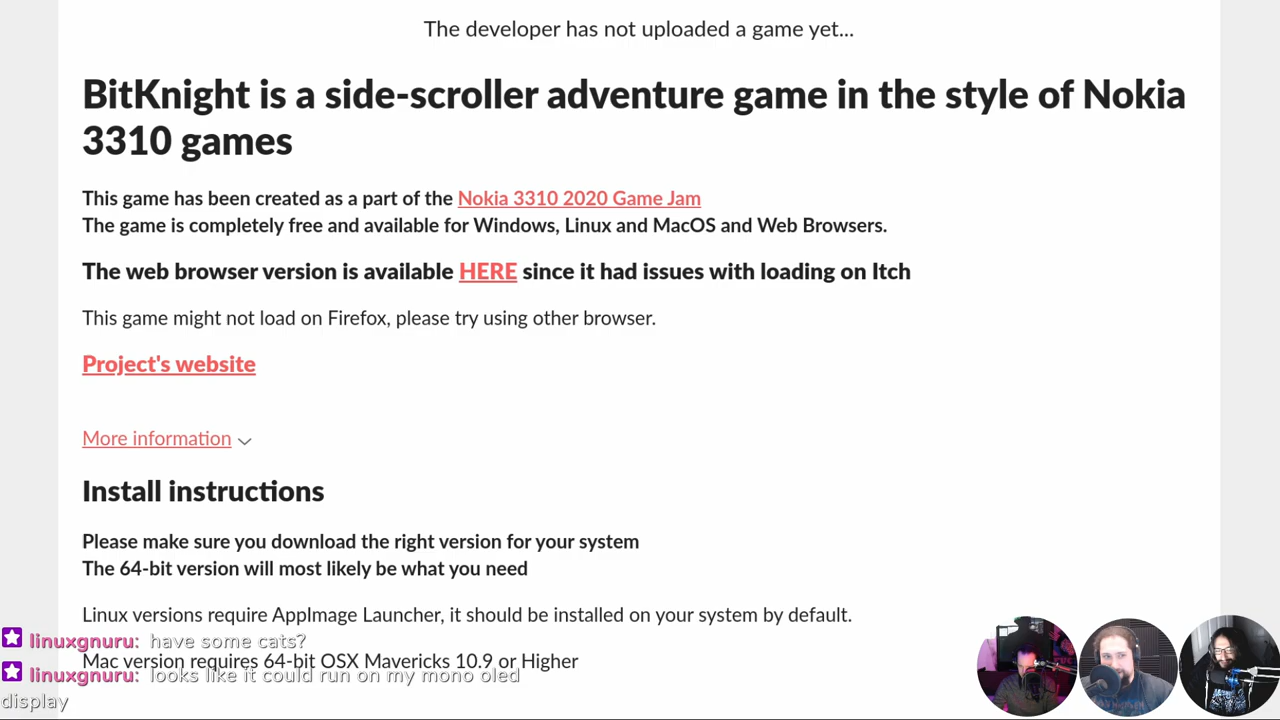 The developer has not uploaded a game yet...
BitKnight is a side-scroller adventure game in the style of Nokia
3310 games
This game has been created as a part of the Nokia 3310 2020 Game Jam
The game is completely free and available for Windows, Linux and MacOS and Web Browsers.
The web browser version is available HERE since it had issues with loading on Itch
This game might not load on Firefox, please try using other browser.
Project's website
More information
Install instructions
Please make sure you download the right version for your system
The 64-bit version will most likely be what you need
Linux versions require AppImage Launcher, it should be installed on your system by default.
linuxgnuru: have some cats?
Mac version requires 64-bit OSX Mavericks 10.9 or Higher
linuxgnuru: looks like it could run on my mono oled
display